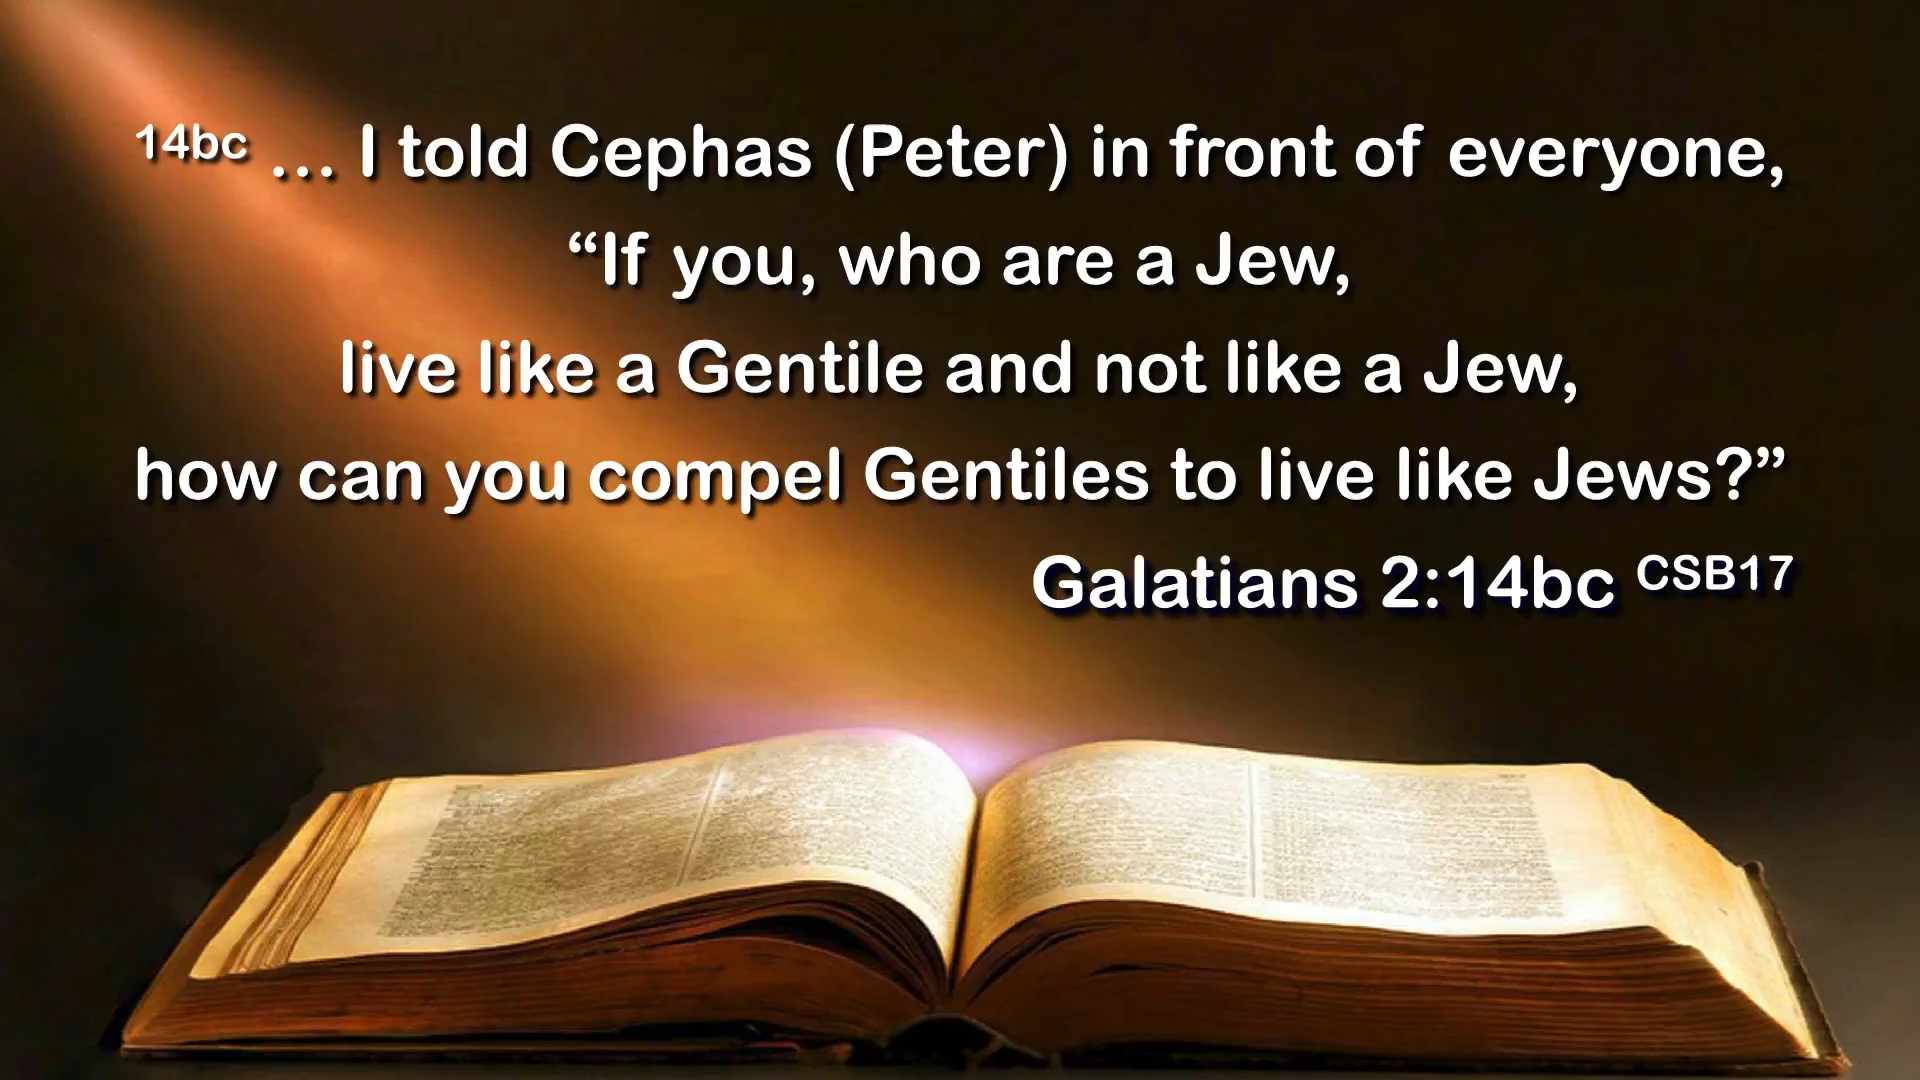 14bc … I told Cephas (Peter) in front of everyone,
“If you, who are a Jew,
live like a Gentile and not like a Jew,
how can you compel Gentiles to live like Jews?”
Galatians 2:14bc CSB17